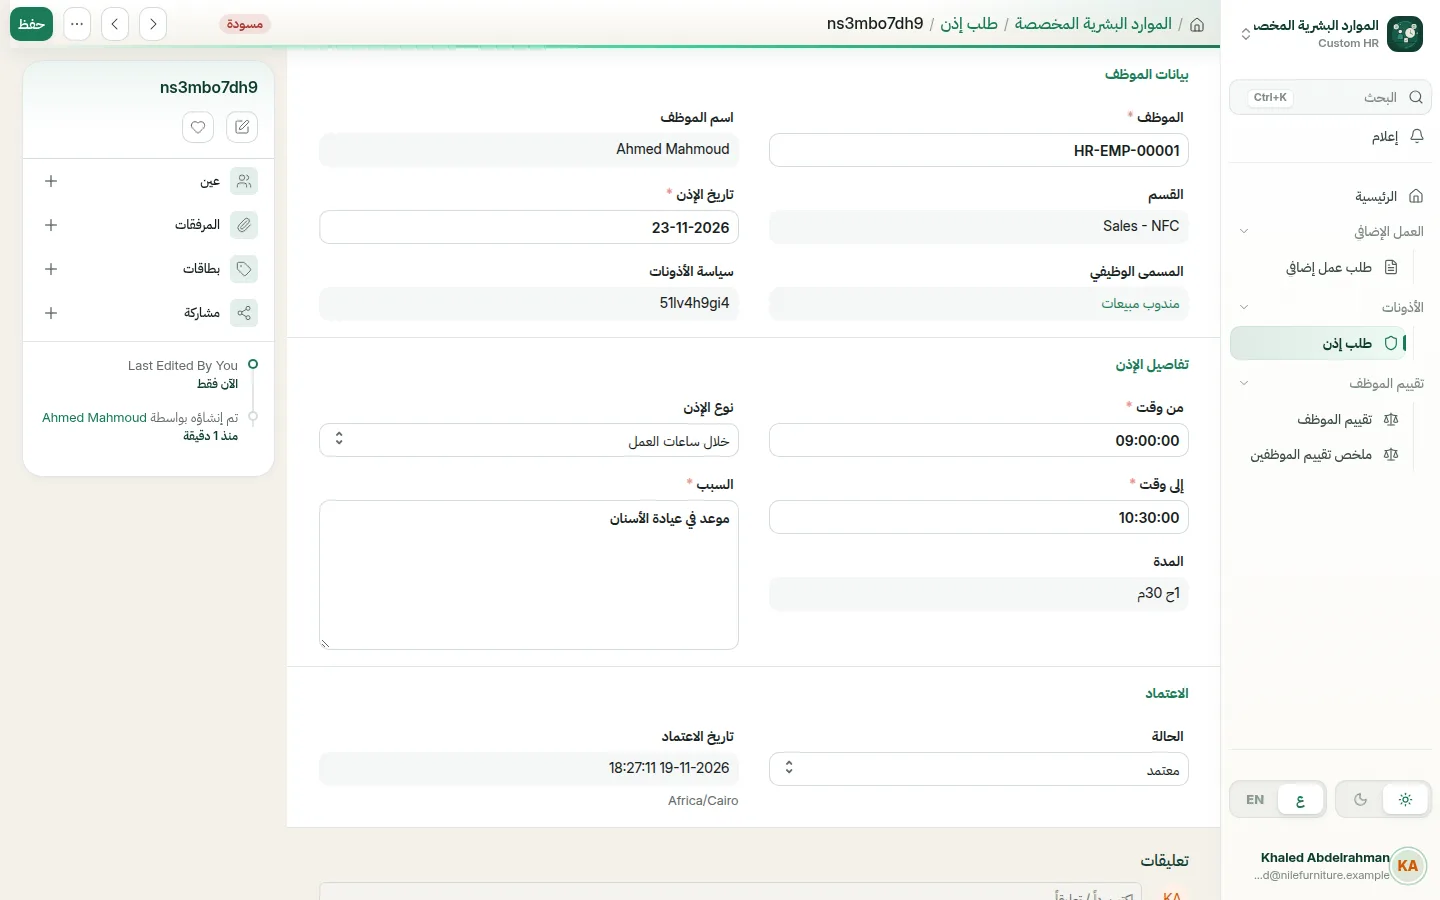 الموارد البشرية المخصصة / طلب إذن / ns3mbo7dh9
مسودة
حفظ
الموارد البشرية المخصـ
Custom HR
البحث
Ctrl+K
إعلام
الرئيسية
العمل الإضافي
طلب عمل إضافي
الأذونات
طلب إذن
تقييم الموظف
تقييم الموظف
ملخص تقييم الموظفين
EN
ع
Khaled Abdelrahman
...d@nilefurniture.example
KA
بيانات الموظف
الموظف *
HR-EMP-00001
اسم الموظف
Ahmed Mahmoud
القسم
Sales - NFC
تاريخ الإذن *
23-11-2026
المسمى الوظيفي
مندوب مبيعات
سياسة الأذونات
51lv4h9gi4
تفاصيل الإذن
من وقت *
09:00:00
نوع الإذن
خلال ساعات العمل
إلى وقت *
10:30:00
السبب *
موعد في عيادة الأسنان
المدة
1ح 30م
الاعتماد
الحالة
معتمد
تاريخ الاعتماد
19-11-2026 18:27:11
Africa/Cairo
تعليقات
KA
ns3mbo7dh9
عين
المرفقات
بطاقات
مشاركة
Last Edited By You
الآن فقط
تم إنشاؤه بواسطة Ahmed Mahmoud
منذ 1 دقيقة